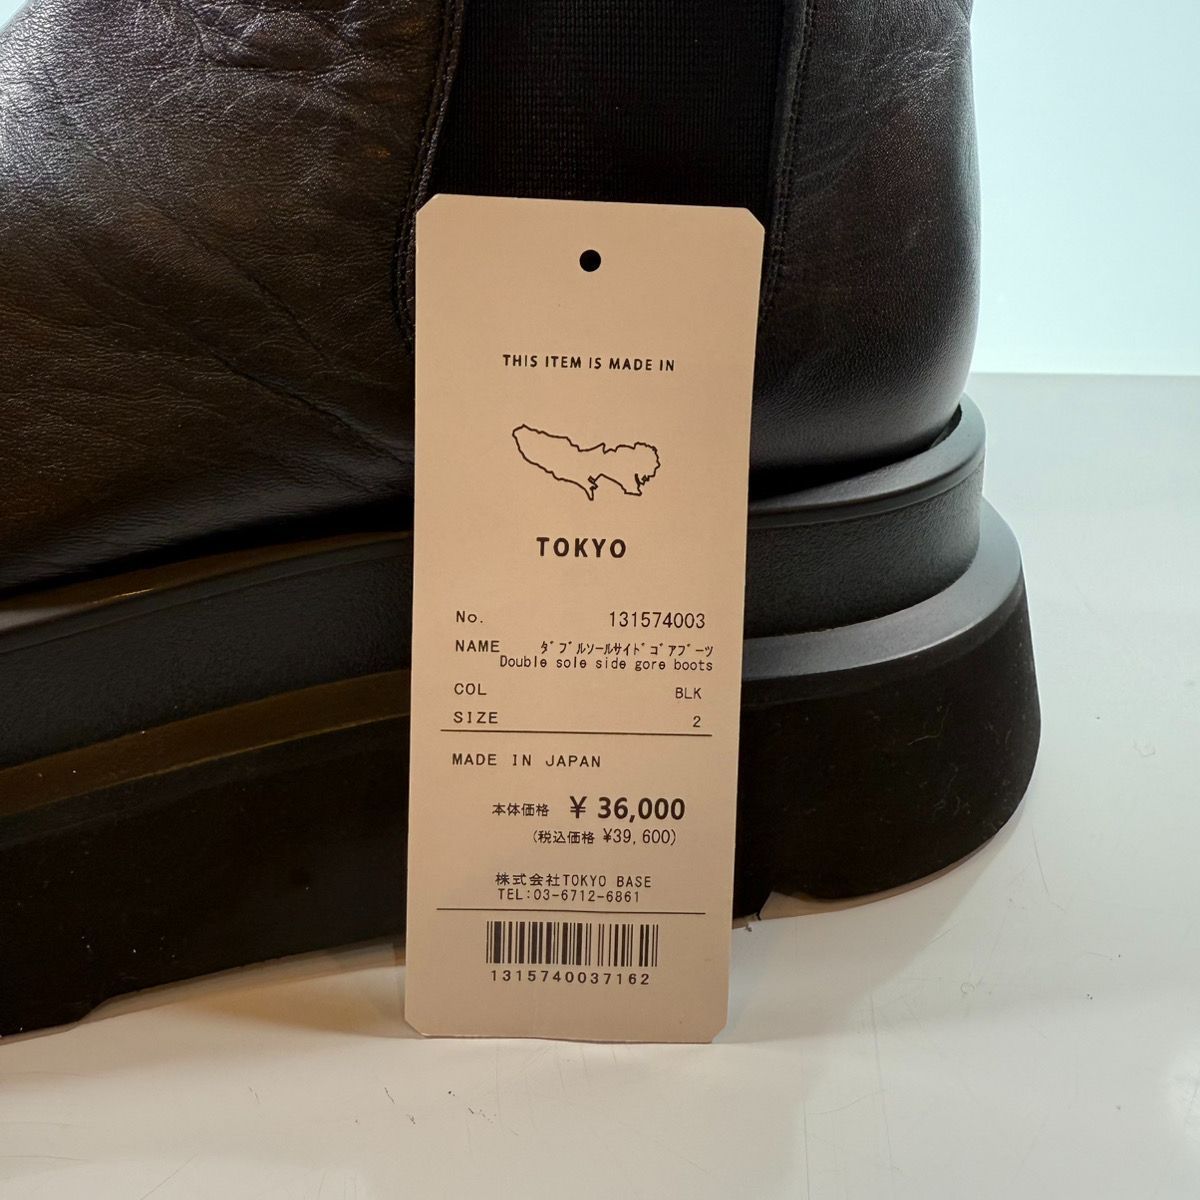 THIS ITEM IS MADE IN
TOKYO
No. 131574003
NAME ﾀﾞﾌﾞﾙｿｰﾙｻｲﾄﾞｺﾞｱﾌﾞｰﾂ
Double sole side gore boots
COL BLK
SIZE 2
MADE IN JAPAN
本体価格 ¥ 36,000
(税込価格 ¥39,600)
株式会社TOKYO BASE
TEL:03-6712-6861
1315740037162